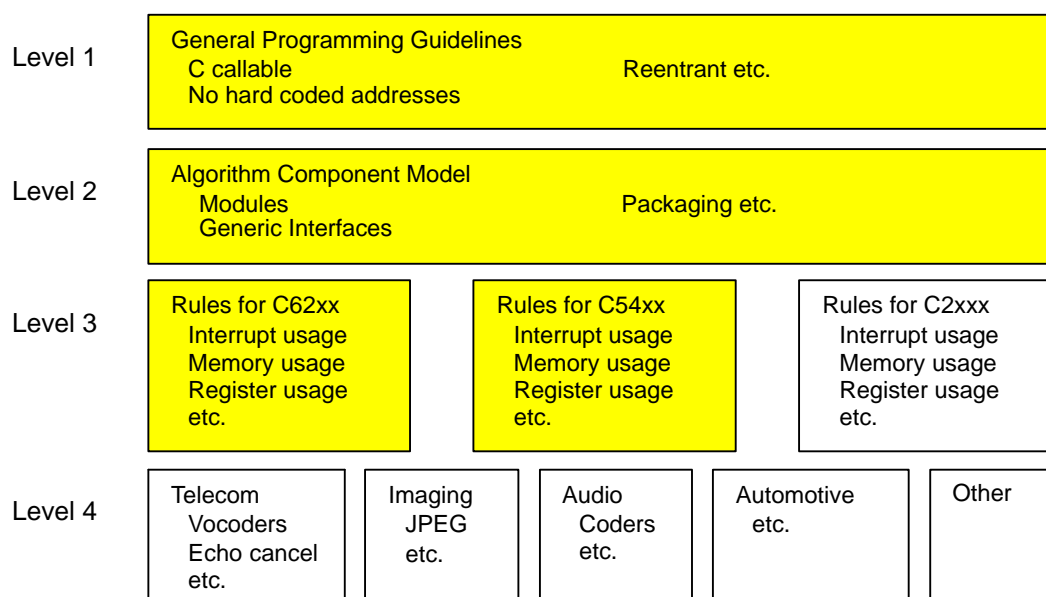 Level 1
General Programming Guidelines
C callable
Reentrant etc.
No hard coded addresses
Level 2
Algorithm Component Model
Modules
Packaging etc.
Generic Interfaces
Level 3
Rules for C62xx
Interrupt usage
Memory usage
Register usage
etc.
Rules for C54xx
Interrupt usage
Memory usage
Register usage
etc.
Rules for C2xxx
Interrupt usage
Memory usage
Register usage
etc.
Level 4
Telecom
Vocoders
Echo cancel
etc.
Imaging
JPEG
etc.
Audio
Coders
etc.
Automotive
etc.
Other